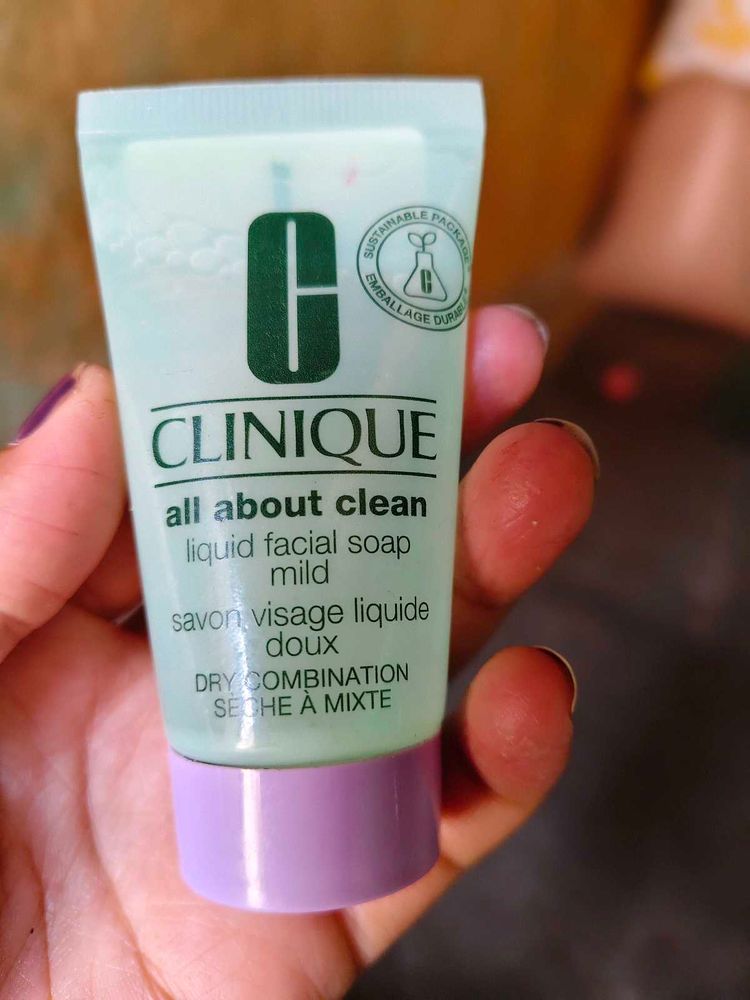 C
SUSTAINABLE PACKAGE
C
EMBALLAGE DURABLE
CLINIQUE
all about clean
liquid facial soap
mild
savon visage liquide
doux
DRY COMBINATION
SÈCHE À MIXTE